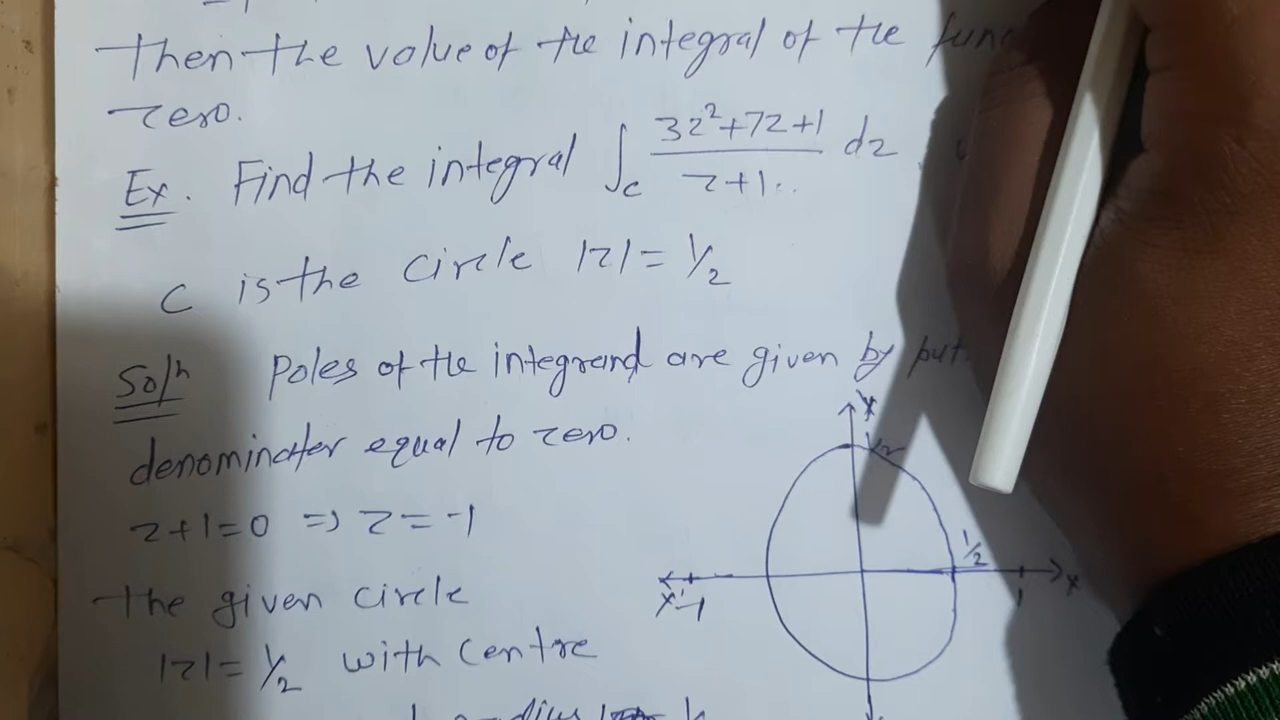 Then the value of the integral of the
zero.
Ex. Find the integral ∫c (3z²+7z+1)/(z+1) dz
C is the circle |z| = 1/2
Soln Poles of the integrand are given by put
denominater equal to zero.
z+1=0 => z=-1
The given circle
|z| = 1/2 with Centre
Y
1/2
1/2
X' -1 1 X